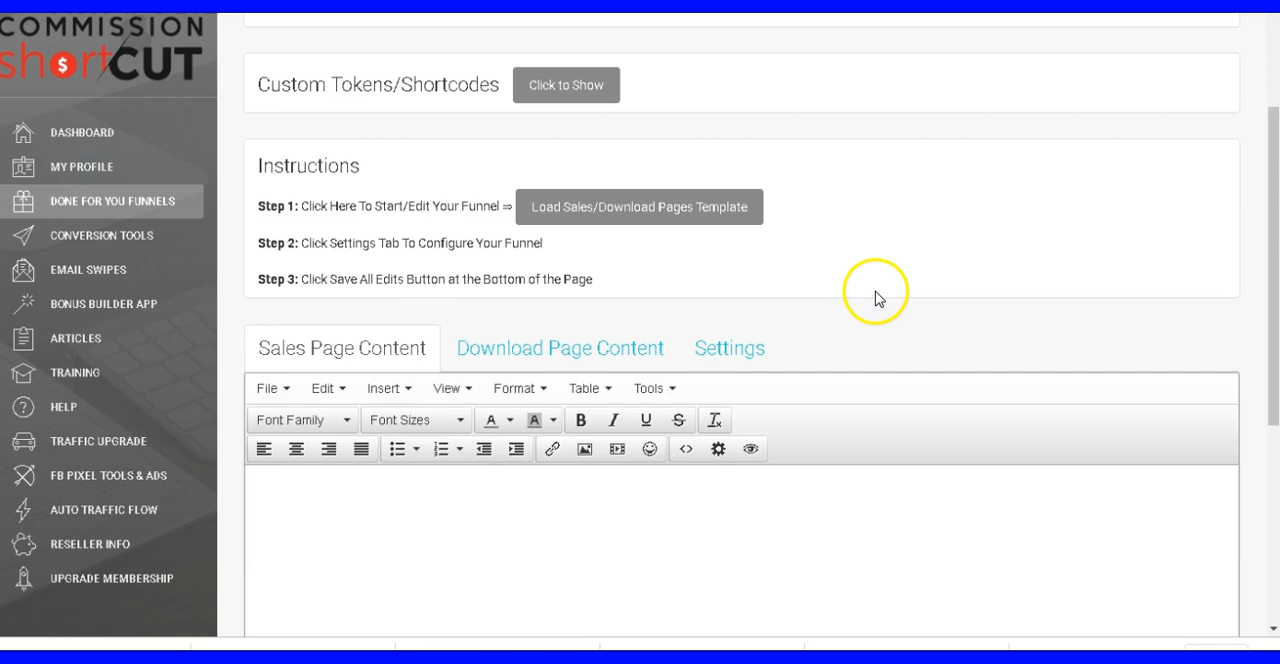 COMMISSION
shortCUT
DASHBOARD
MY PROFILE
DONE FOR YOU FUNNELS
CONVERSION TOOLS
EMAIL SWIPES
BONUS BUILDER APP
ARTICLES
TRAINING
HELP
TRAFFIC UPGRADE
FB PIXEL TOOLS & ADS
AUTO TRAFFIC FLOW
RESELLER INFO
UPGRADE MEMBERSHIP
Custom Tokens/Shortcodes Click to Show
Instructions
Step 1: Click Here To Start/Edit Your Funnel ⇒ Load Sales/Download Pages Template
Step 2: Click Settings Tab To Configure Your Funnel
Step 3: Click Save All Edits Button at the Bottom of the Page
Sales Page Content Download Page Content Settings
File Edit Insert View Format Table Tools
Font Family Font Sizes A A B I U S Ix